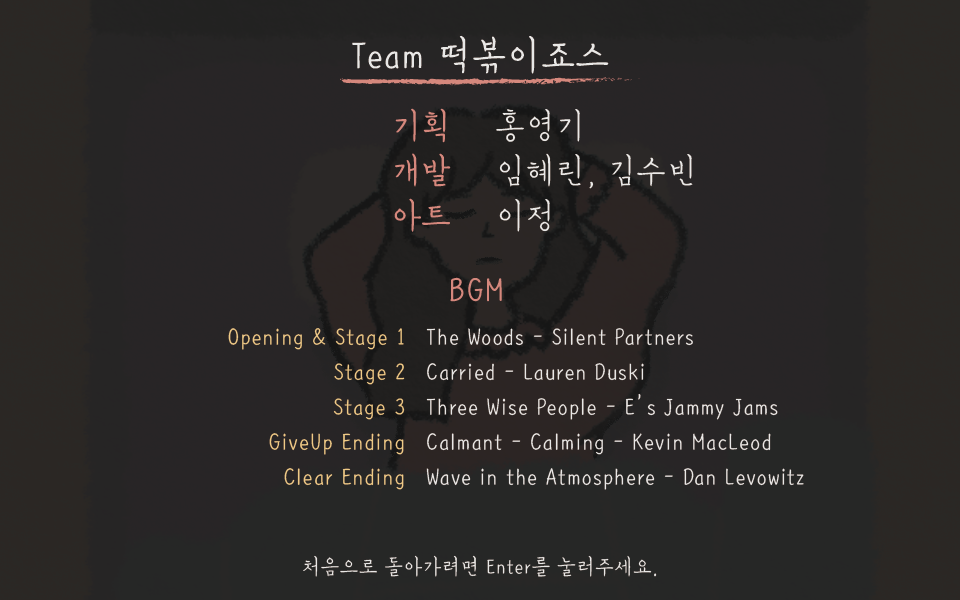 Team 떡볶이죠스
기획 홍영기
개발 임혜린, 김수빈
아트 이정
BGM
Opening & Stage 1 The Woods - Silent Partners
Stage 2 Carried - Lauren Duski
Stage 3 Three Wise People - E's Jammy Jams
GiveUp Ending Calmant - Calming - Kevin MacLeod
Clear Ending Wave in the Atmosphere - Dan Levowitz
처음으로 돌아가려면 Enter를 눌러주세요.